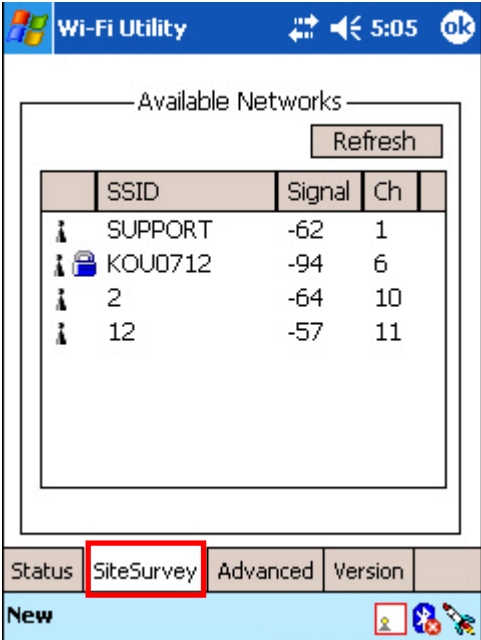 Wi-Fi Utility 5:05 ok
Available Networks
Refresh
SSID Signal Ch
SUPPORT -62 1
KOU0712 -94 6
2 -64 10
12 -57 11
Status SiteSurvey Advanced Version
New